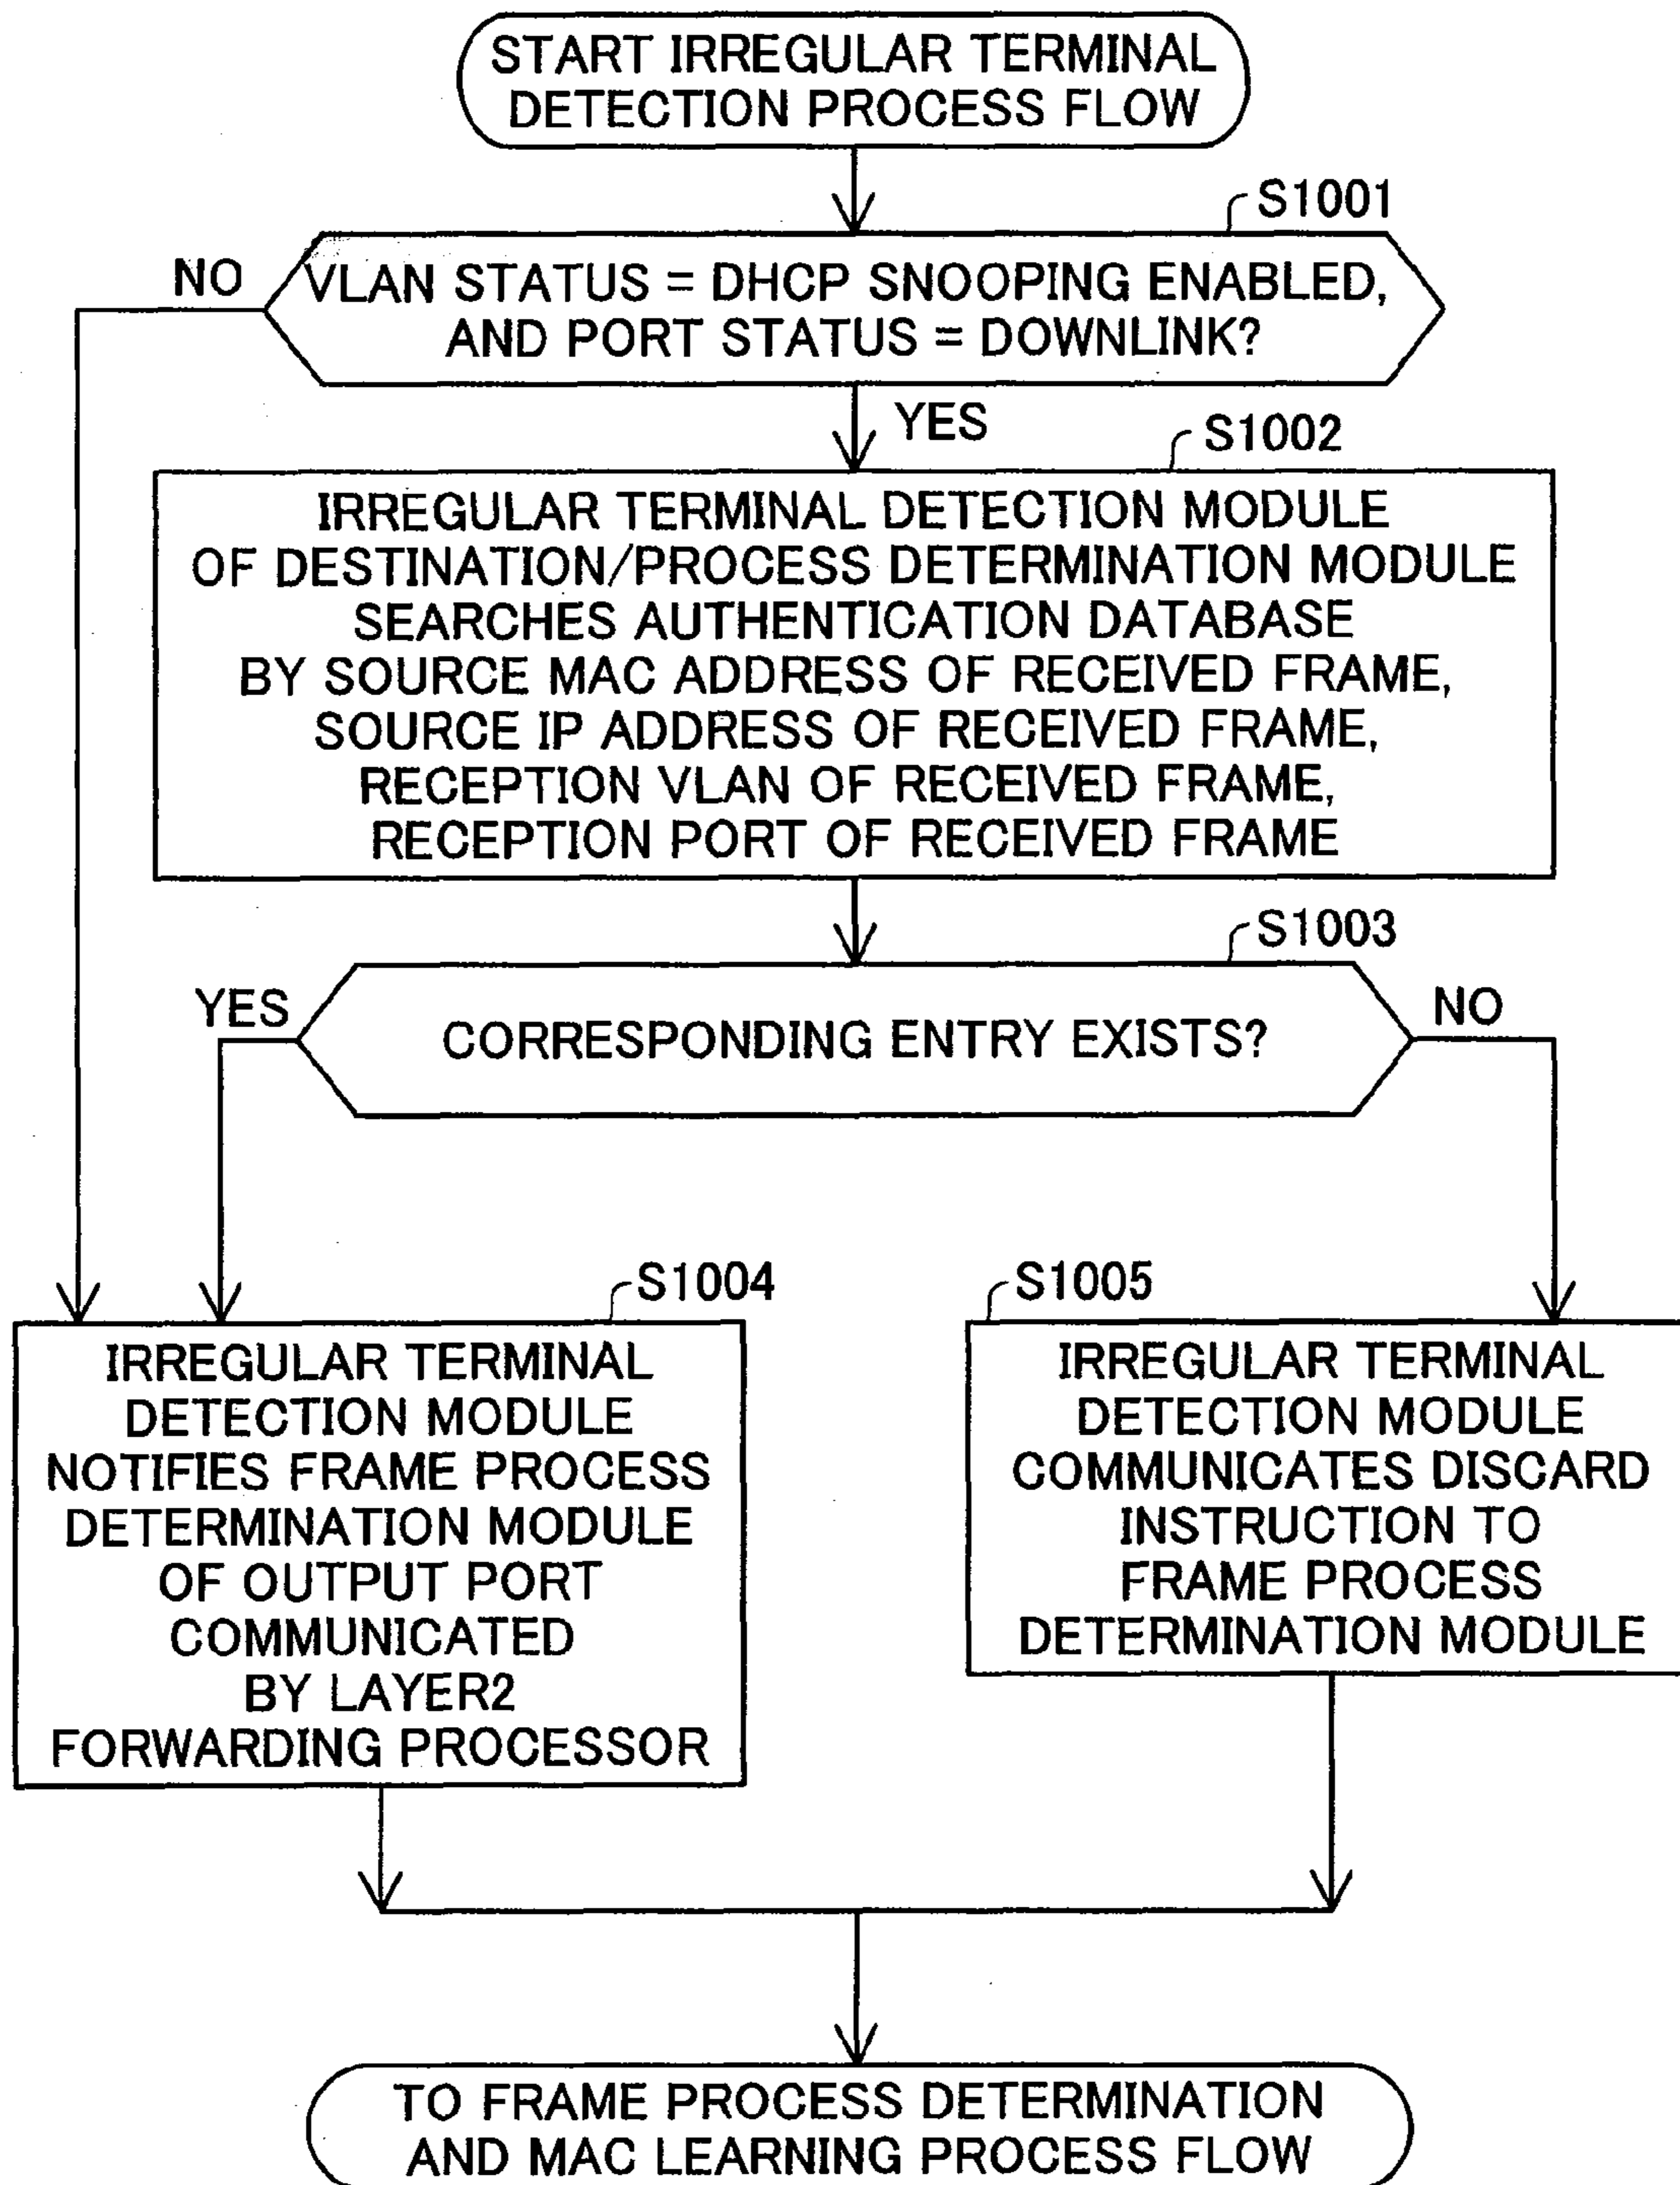 START IRREGULAR TERMINAL
DETECTION PROCESS FLOW
S1001
NO
VLAN STATUS = DHCP SNOOPING ENABLED,
AND PORT STATUS = DOWNLINK?
YES
S1002
IRREGULAR TERMINAL DETECTION MODULE
OF DESTINATION/PROCESS DETERMINATION MODULE
SEARCHES AUTHENTICATION DATABASE
BY SOURCE MAC ADDRESS OF RECEIVED FRAME,
SOURCE IP ADDRESS OF RECEIVED FRAME,
RECEPTION VLAN OF RECEIVED FRAME,
RECEPTION PORT OF RECEIVED FRAME
S1003
YES
CORRESPONDING ENTRY EXISTS?
NO
S1004
IRREGULAR TERMINAL
DETECTION MODULE
NOTIFIES FRAME PROCESS
DETERMINATION MODULE
OF OUTPUT PORT
COMMUNICATED
BY LAYER2
FORWARDING PROCESSOR
S1005
IRREGULAR TERMINAL
DETECTION MODULE
COMMUNICATES DISCARD
INSTRUCTION TO
FRAME PROCESS
DETERMINATION MODULE
TO FRAME PROCESS DETERMINATION
AND MAC LEARNING PROCESS FLOW